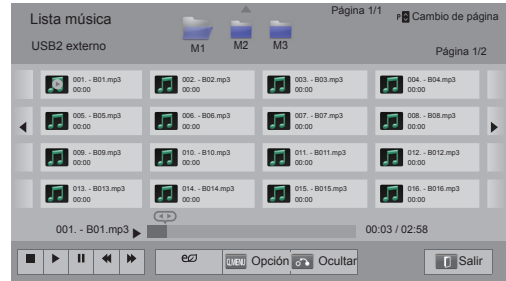 Lista música
Página 1/1
P Cambio de página
USB2 externo
M1
M2
M3
Página 1/2
001. - B01.mp3
00:00
002. - B02.mp3
00:00
003. - B03.mp3
00:00
004. - B04.mp3
00:00
005. - B05.mp3
00:00
006. - B06.mp3
00:00
007. - B07.mp3
00:00
008. - B08.mp3
00:00
009. - B09.mp3
00:00
010. - B10.mp3
00:00
011. - B011.mp3
00:00
012. - B012.mp3
00:00
013. - B013.mp3
00:00
014. - B014.mp3
00:00
015. - B015.mp3
00:00
016. - B016.mp3
00:00
001. - B01.mp3
00:03 / 02:58
Q.MENU Opción
Ocultar
Salir